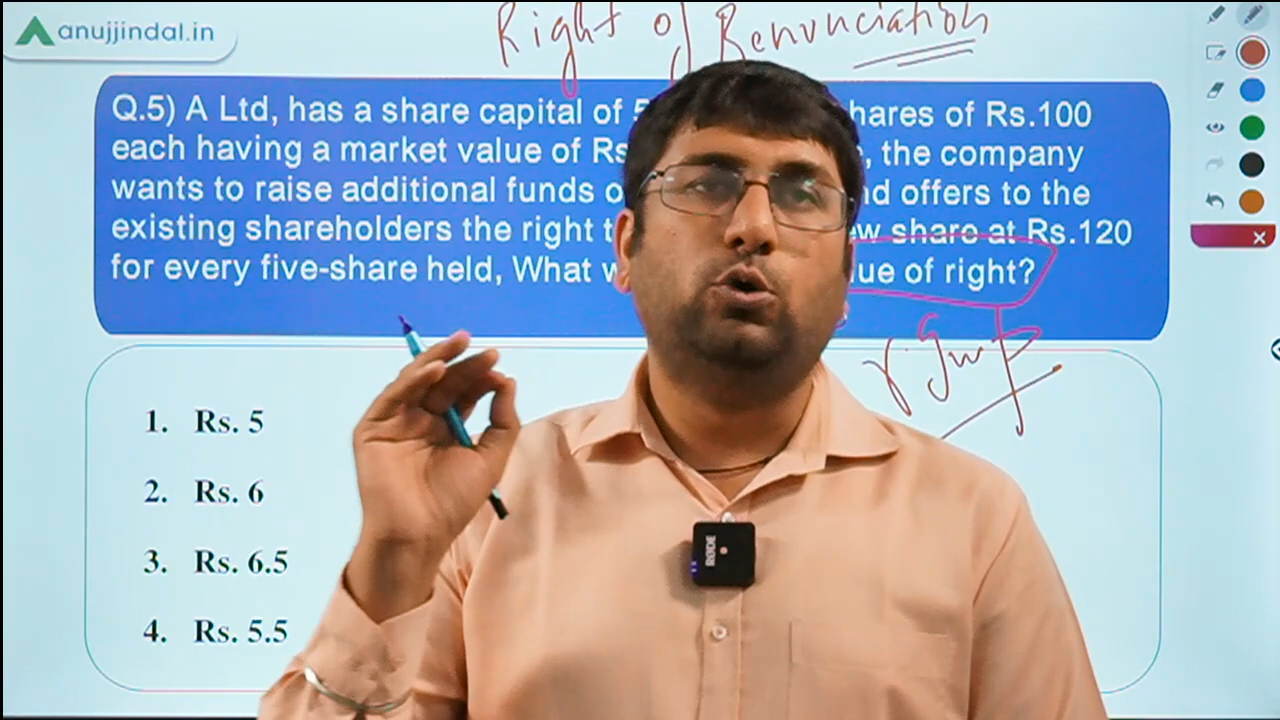 anujjindal.in
Right of Renunciation
Q.5) A Ltd, has a share capital of hares of Rs.100
each having a market value of Rs , the company
wants to raise additional funds o nd offers to the
existing shareholders the right t ew share at Rs.120
for every five-share held, What w ue of right?
1. Rs. 5
2. Rs. 6
3. Rs. 6.5
4. Rs. 5.5
RØDE